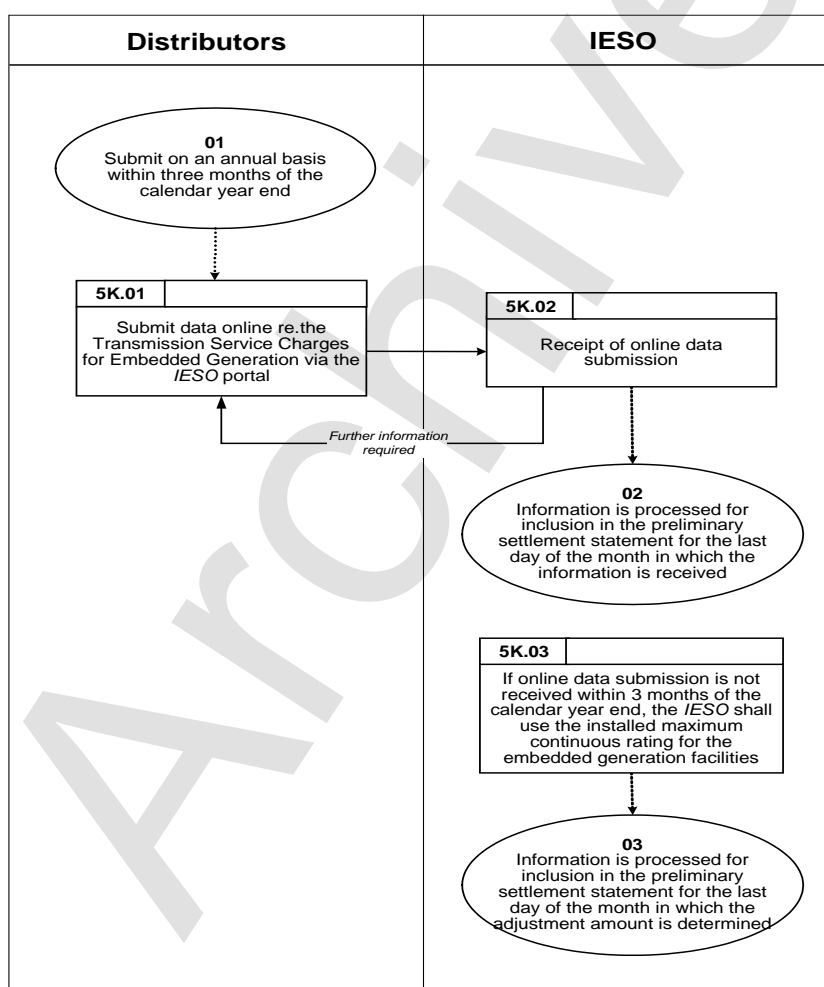 Distributors
IESO
01
Submit on an annual basis
within three months of the
calendar year end
5K.01
Submit data online re.the
Transmission Service Charges
for Embedded Generation via the
IESO portal
5K.02
Receipt of online data
submission
Further information
required
02
Information is processed for
inclusion in the preliminary
settlement statement for the last
day of the month in which the
information is received
5K.03
If online data submission is not
received within 3 months of the
calendar year end, the IESO shall
use the installed maximum
continuous rating for the
embedded generation facilities
03
Information is processed for
inclusion in the preliminary
settlement statement for the last
day of the month in which the
adjustment amount is determined
Archive